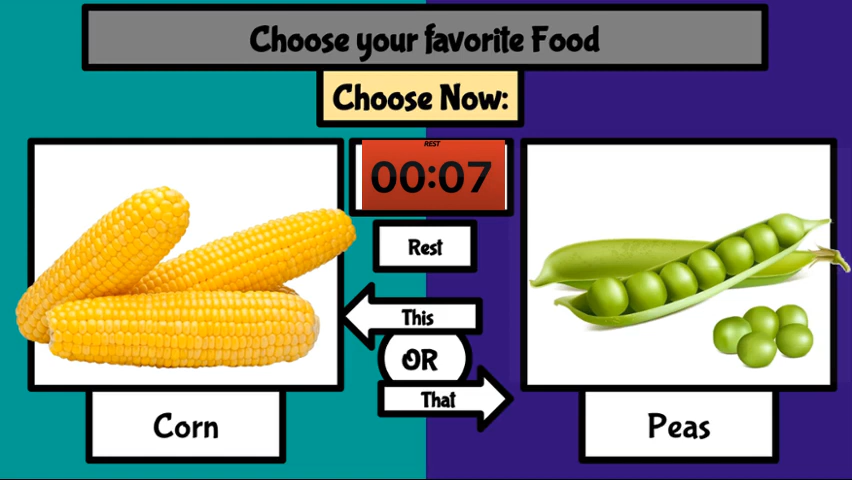 Choose your favorite Food
Choose Now:
REST
00:07
Rest
This
OR
That
Corn
Peas